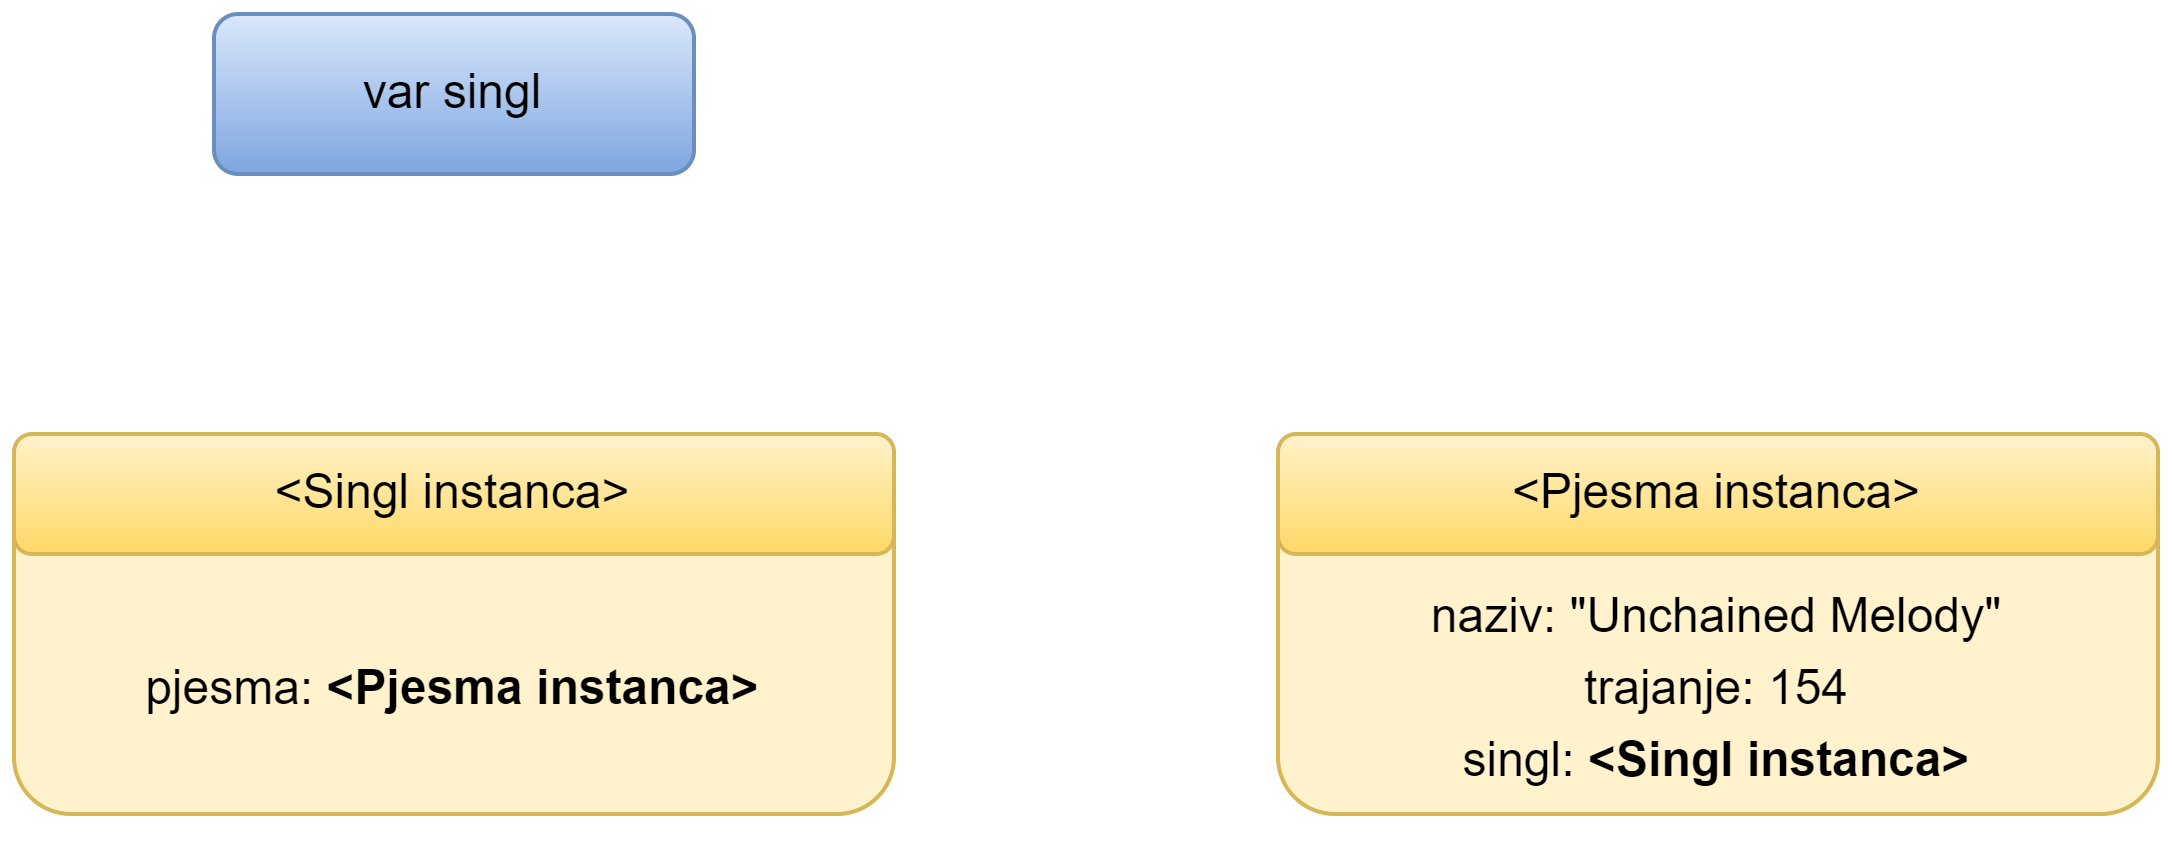 var singl
<Singl instanca>
pjesma: <Pjesma instanca>
<Pjesma instanca>
naziv: "Unchained Melody"
trajanje: 154
singl: <Singl instanca>